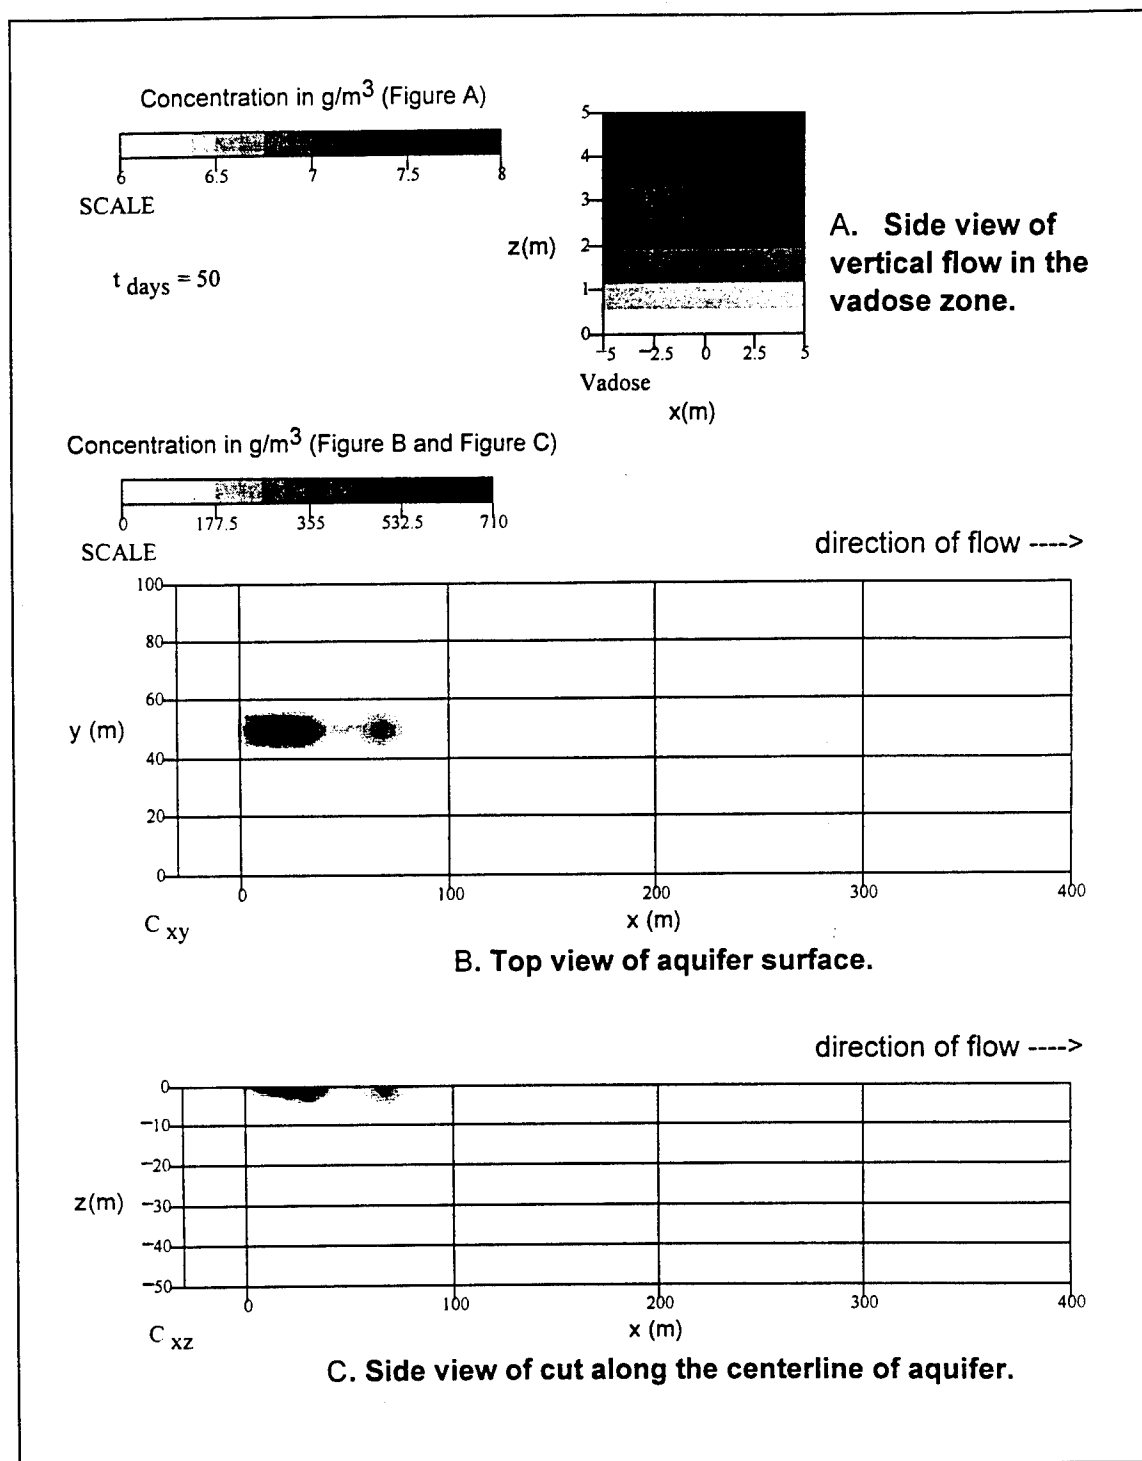 Concentration in g/m3 (Figure A)
6 6.5 7 7.5 8
SCALE
t days = 50
5
4
3
2
1
0
z(m)
−5 −2.5 0 2.5 5
Vadose
x(m)
A. Side view of
vertical flow in the
vadose zone.
Concentration in g/m3 (Figure B and Figure C)
0 177.5 355 532.5 710
SCALE
direction of flow ---->
100
80
60
y (m)
40
20
0
0 100 200 300 400
C xy
x (m)
B. Top view of aquifer surface.
direction of flow ---->
0
−10
−20
z(m)
−30
−40
−50
0 100 200 300 400
C xz
x (m)
C. Side view of cut along the centerline of aquifer.